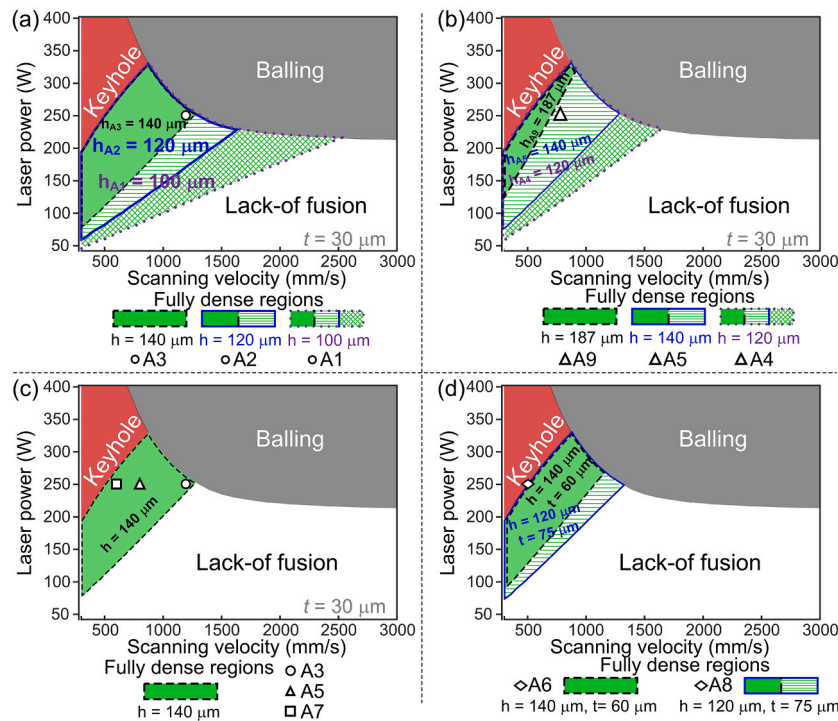 (a)
400
350
300
250
200
150
100
50
Laser power (W)
Keyhole
Balling
hA3 = 140 μm
hA2 = 120 μm
hA1 = 100 μm
Lack-of fusion
t = 30 μm
500 1000 1500 2000 2500 3000
Scanning velocity (mm/s)
Fully dense regions
h = 140 μm h = 120 μm h = 100 μm
A3 A2 A1
(b)
400
350
300
250
200
150
100
50
Laser power (W)
Keyhole
Balling
hA9 = 187 μm
hA5 = 140 μm
hA4 = 120 μm
Lack-of fusion
t = 30 μm
500 1000 1500 2000 2500 3000
Scanning velocity (mm/s)
Fully dense regions
h = 187 μm h = 140 μm h = 120 μm
A9 A5 A4
(c)
400
350
300
250
200
150
100
50
Laser power (W)
Keyhole
Balling
h = 140 μm
Lack-of fusion
t = 30 μm
500 1000 1500 2000 2500 3000
Scanning velocity (mm/s)
Fully dense regions
h = 140 μm
A3
A5
A7
(d)
400
350
300
250
200
150
100
50
Laser power (W)
Keyhole
Balling
h = 140 μm
t = 60 μm
h = 120 μm
t = 75 μm
Lack-of fusion
500 1000 1500 2000 2500 3000
Scanning velocity (mm/s)
Fully dense regions
A6 A8
h = 140 μm, t= 60 μm h = 120 μm, t= 75 μm